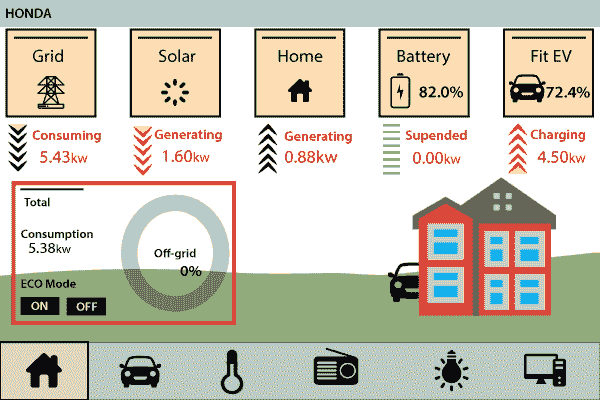 HONDA
Grid
Solar
Home
Battery
Fit EV
82.0%
72.4%
Consuming
5.43kw
Generating
1.60kw
Generating
0.88kw
Supended
0.00kw
Charging
4.50kw
Total
Consumption
5.38kw
Off-grid
0%
ECO Mode
ON
OFF